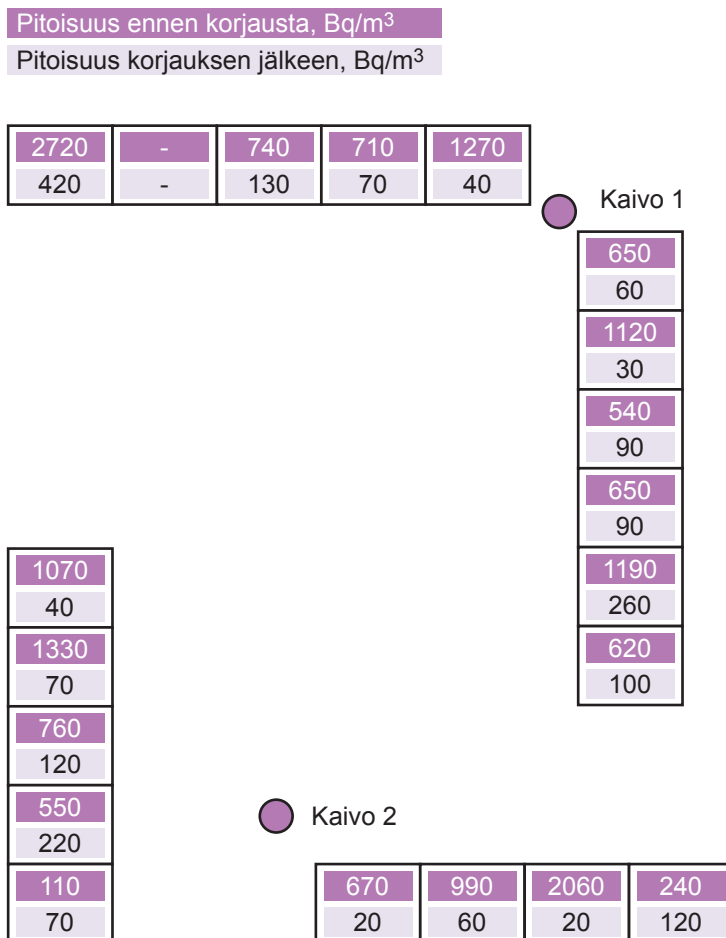 Pitoisuus ennen korjausta, Bq/m³
Pitoisuus korjauksen jälkeen, Bq/m³
2720 - 740 710 1270
420 - 130 70 40
Kaivo 1
650
60
1120
30
540
90
650
90
1190
260
620
100
1070
40
1330
70
760
120
550
220
110
70
Kaivo 2
670 990 2060 240
20 60 20 120